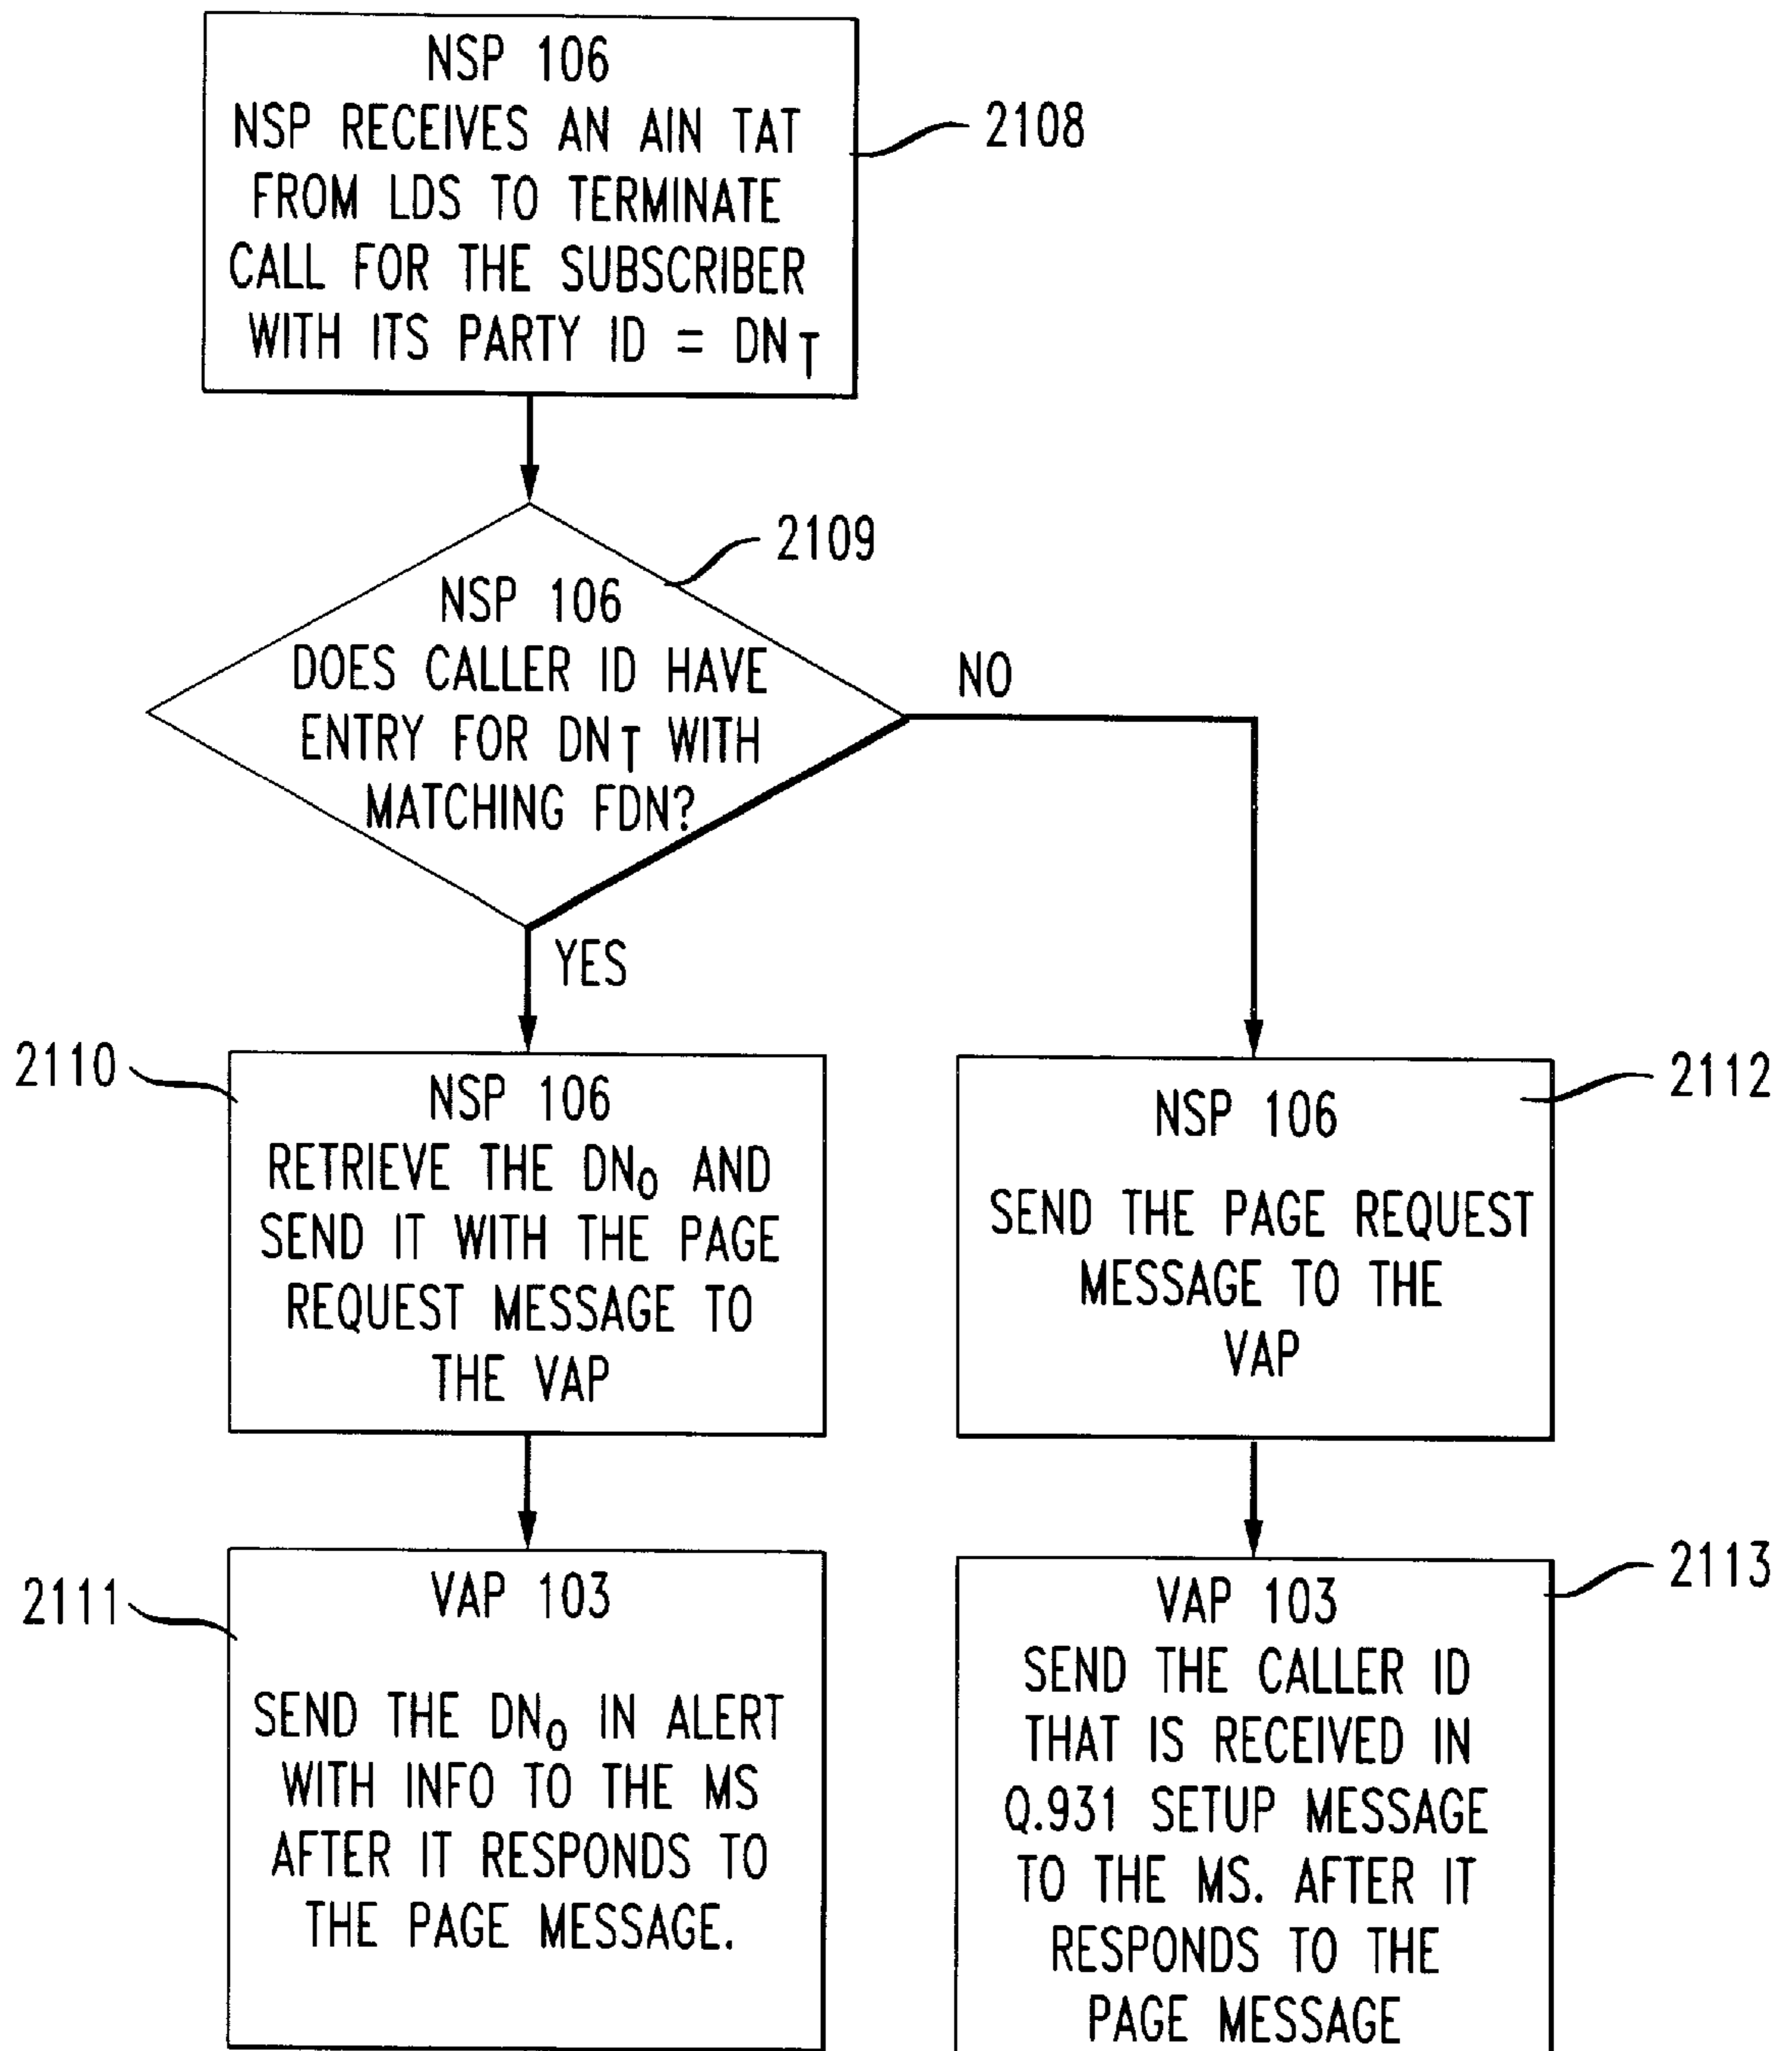 NSP 106
NSP RECEIVES AN AIN TAT
FROM LDS TO TERMINATE
CALL FOR THE SUBSCRIBER
WITH ITS PARTY ID = DN_T
2108
2109
NSP 106
DOES CALLER ID HAVE
ENTRY FOR DN_T WITH
MATCHING FDN?
NO
YES
2110
NSP 106
RETRIEVE THE DN_O AND
SEND IT WITH THE PAGE
REQUEST MESSAGE TO
THE VAP
2112
NSP 106
SEND THE PAGE REQUEST
MESSAGE TO THE
VAP
2111
VAP 103
SEND THE DN_O IN ALERT
WITH INFO TO THE MS
AFTER IT RESPONDS TO
THE PAGE MESSAGE.
2113
VAP 103
SEND THE CALLER ID
THAT IS RECEIVED IN
Q.931 SETUP MESSAGE
TO THE MS. AFTER IT
RESPONDS TO THE
PAGE MESSAGE